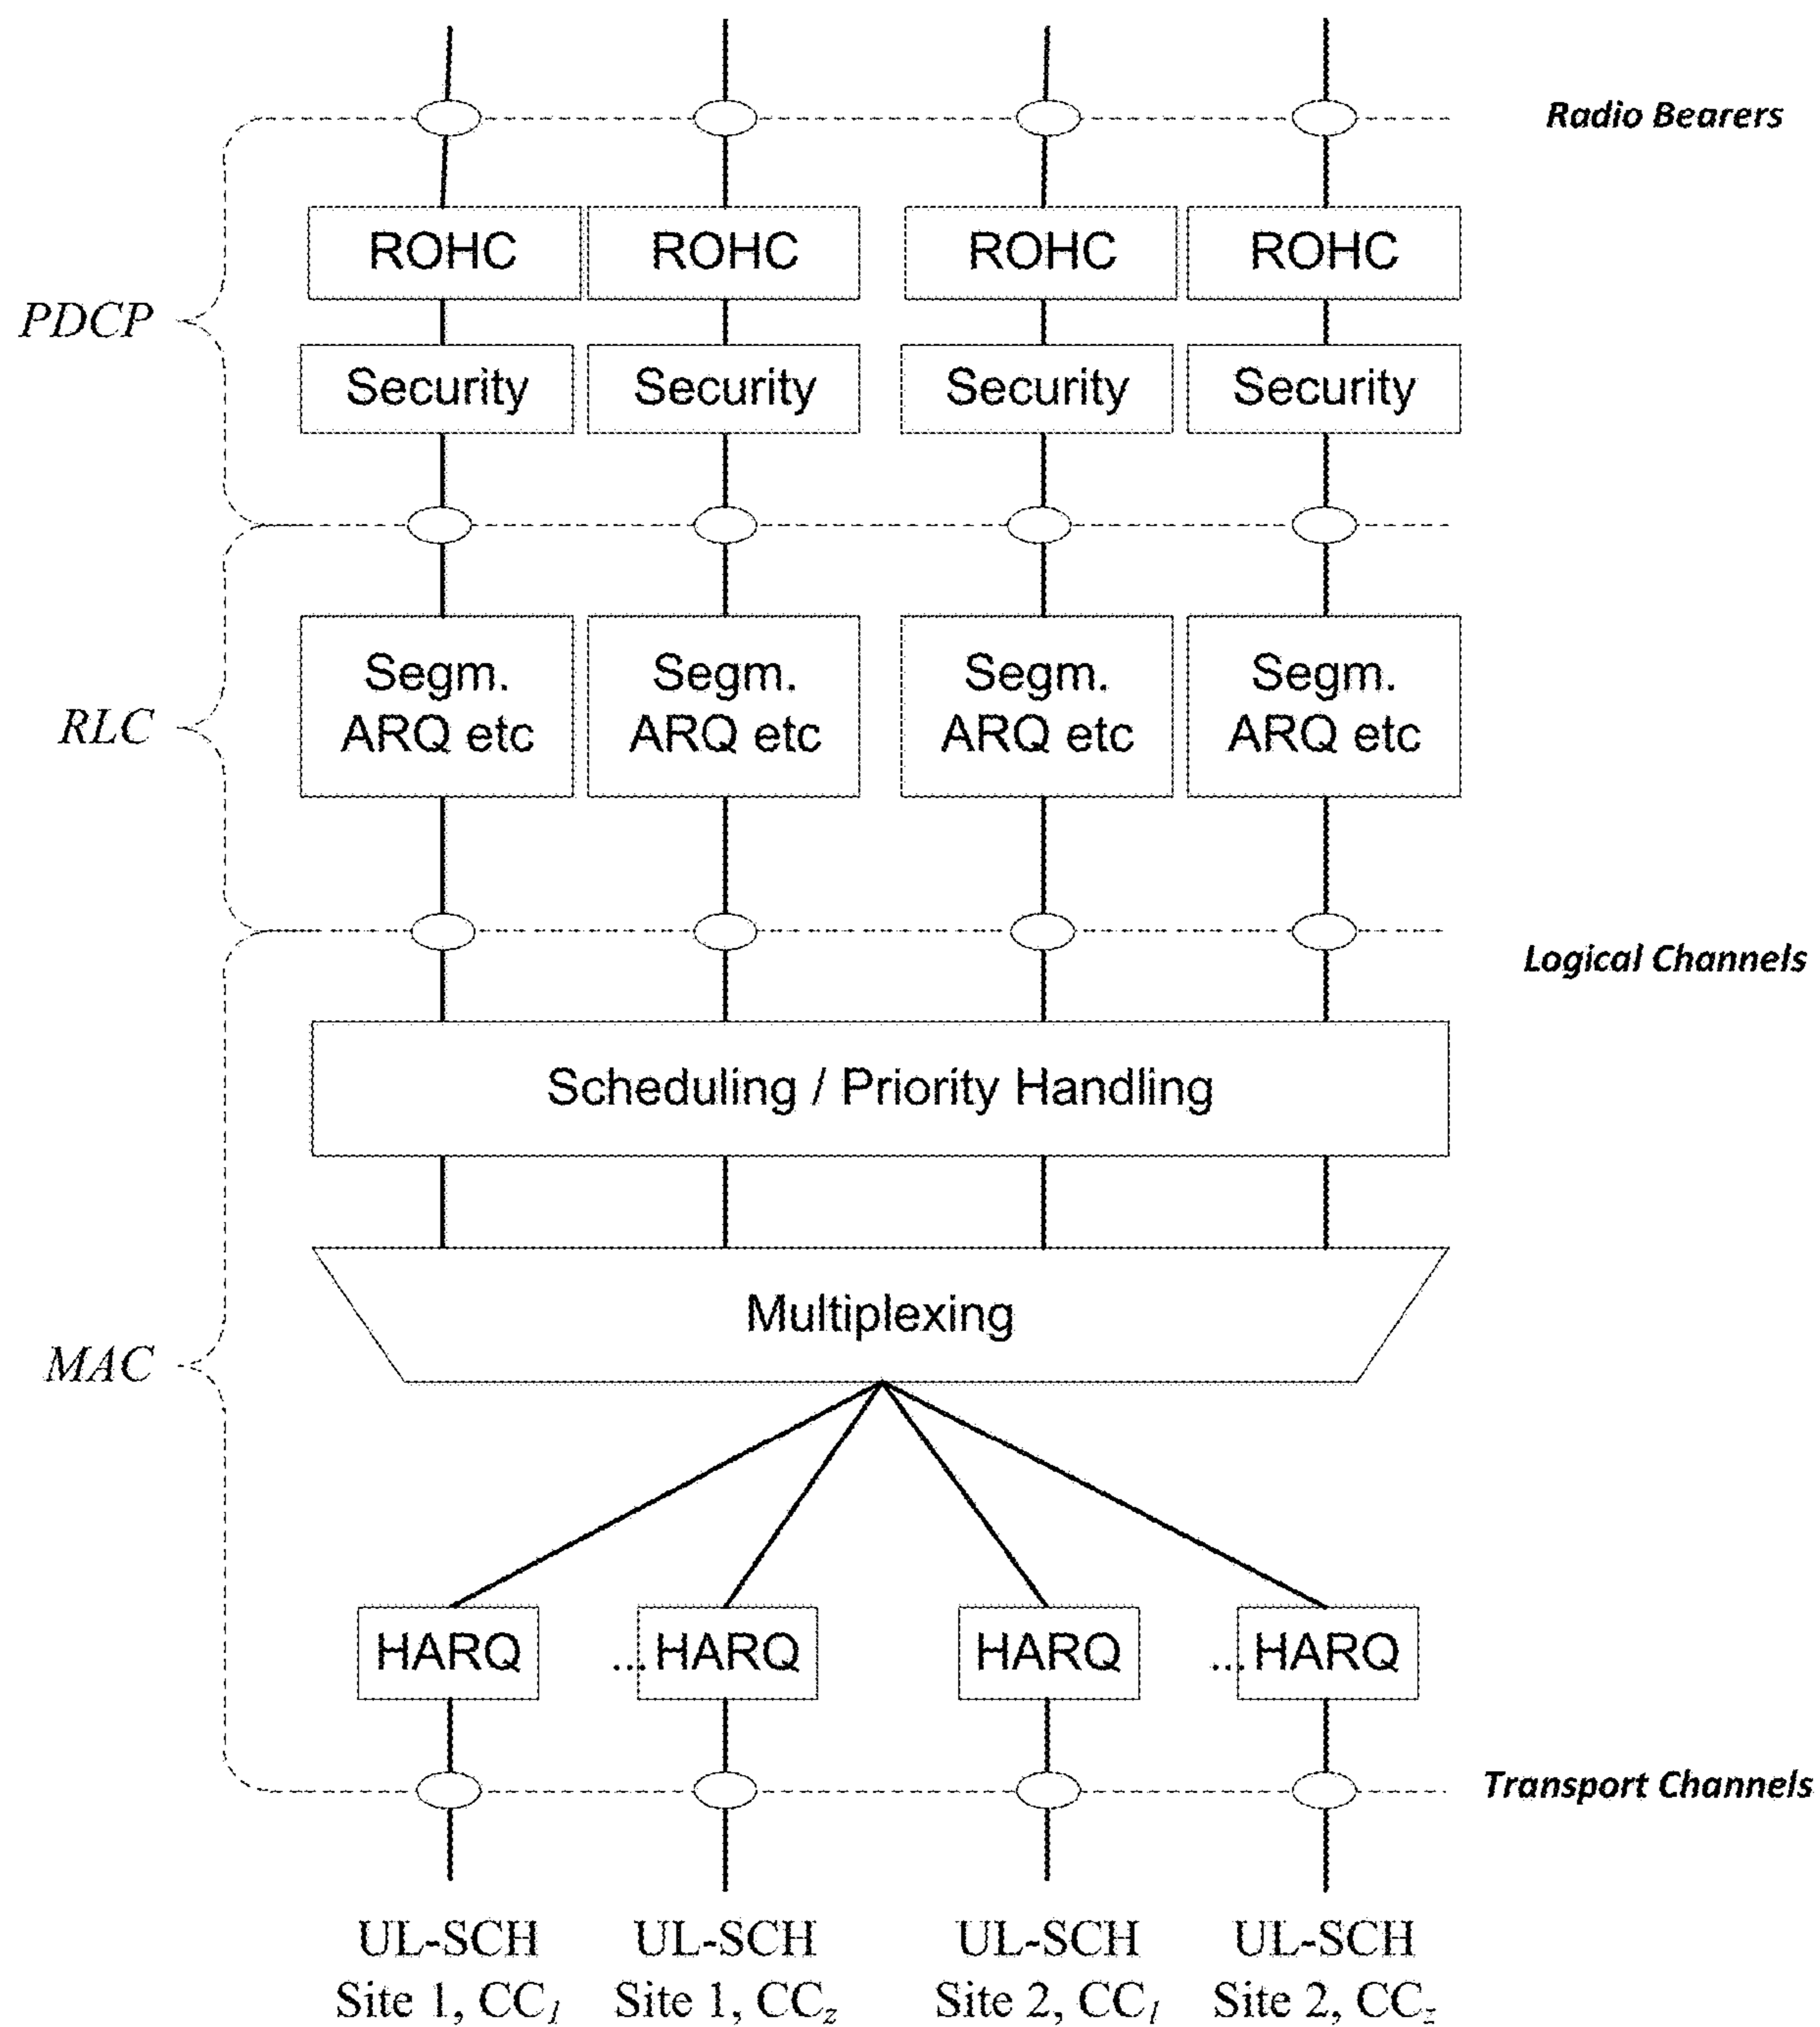 Radio Bearers
ROHC ROHC ROHC ROHC
PDCP
Security Security Security Security
Segm. Segm. Segm. Segm.
RLC
ARQ etc ARQ etc ARQ etc ARQ etc
Logical Channels
Scheduling / Priority Handling
Multiplexing
MAC
HARQ ...HARQ HARQ ...HARQ
Transport Channels
UL-SCH UL-SCH UL-SCH UL-SCH
Site 1, CC1 Site 1, CCz Site 2, CC1 Site 2, CCz